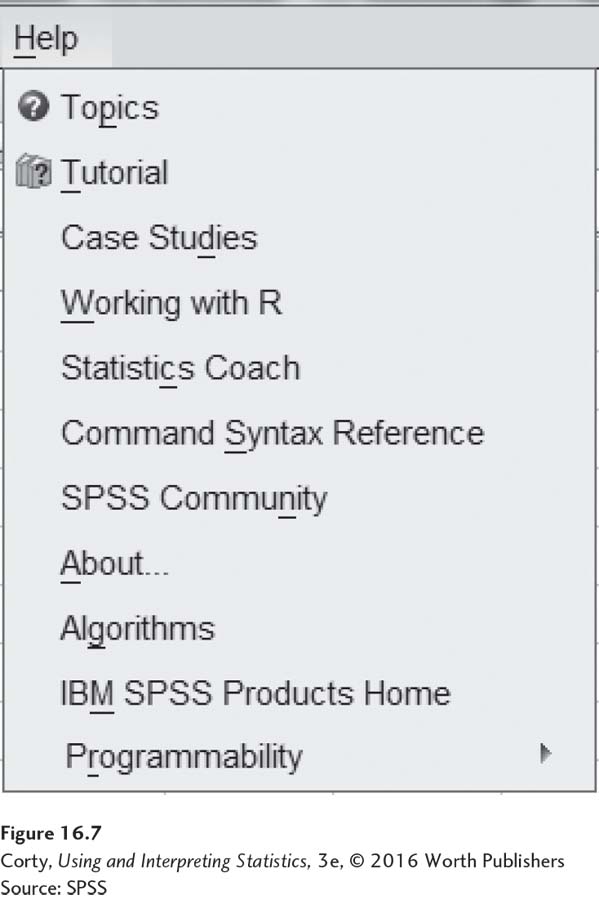 Help
Topics
Tutorial
Case Studies
Working with R
Statistics Coach
Command Syntax Reference
SPSS Community
About...
Algorithms
IBM SPSS Products Home
Programmability
Figure 16.7
Corty, Using and Interpreting Statistics, 3e, © 2016 Worth Publishers
Source: SPSS